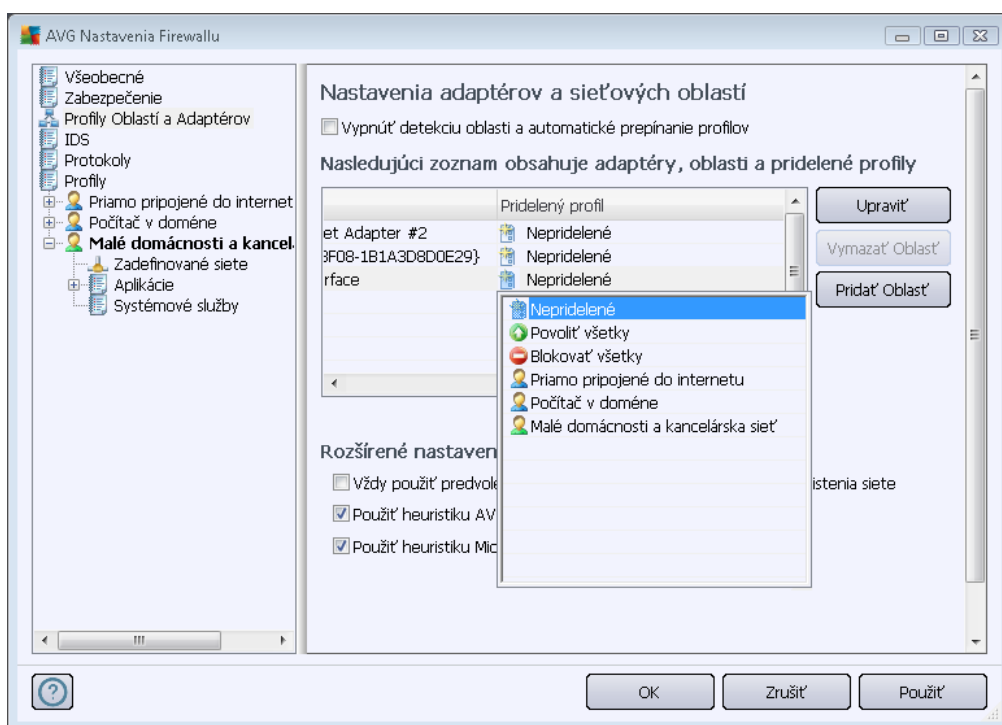 AVG Nastavenia Firewallu
Všeobecné
Zabezpečenie
Profily Oblastí a Adaptérov
IDS
Protokoly
Profily
Priamo pripojené do internet
Počítač v doméne
Malé domácnosti a kancel
Zadefinované siete
Aplikácie
Systémové služby
Nastavenia adaptérov a sieťových oblastí
Vypnúť detekciu oblasti a automatické prepínanie profilov
Nasledujúci zoznam obsahuje adaptéry, oblasti a pridelené profily
Pridelený profil
et Adapter #2 Nepridelené
3F08-1B1A3D8D0E29} Nepridelené
rface Nepridelené
Upraviť
Vymazať Oblasť
Pridať Oblasť
Nepridelené
Povoliť všetky
Blokovať všetky
Priamo pripojené do internetu
Počítač v doméne
Malé domácnosti a kancelárska sieť
Rozšírené nastaven
Vždy použiť predvole istenia siete
Použiť heuristiku AV
Použiť heuristiku Mic
OK
Zrušiť
Použiť